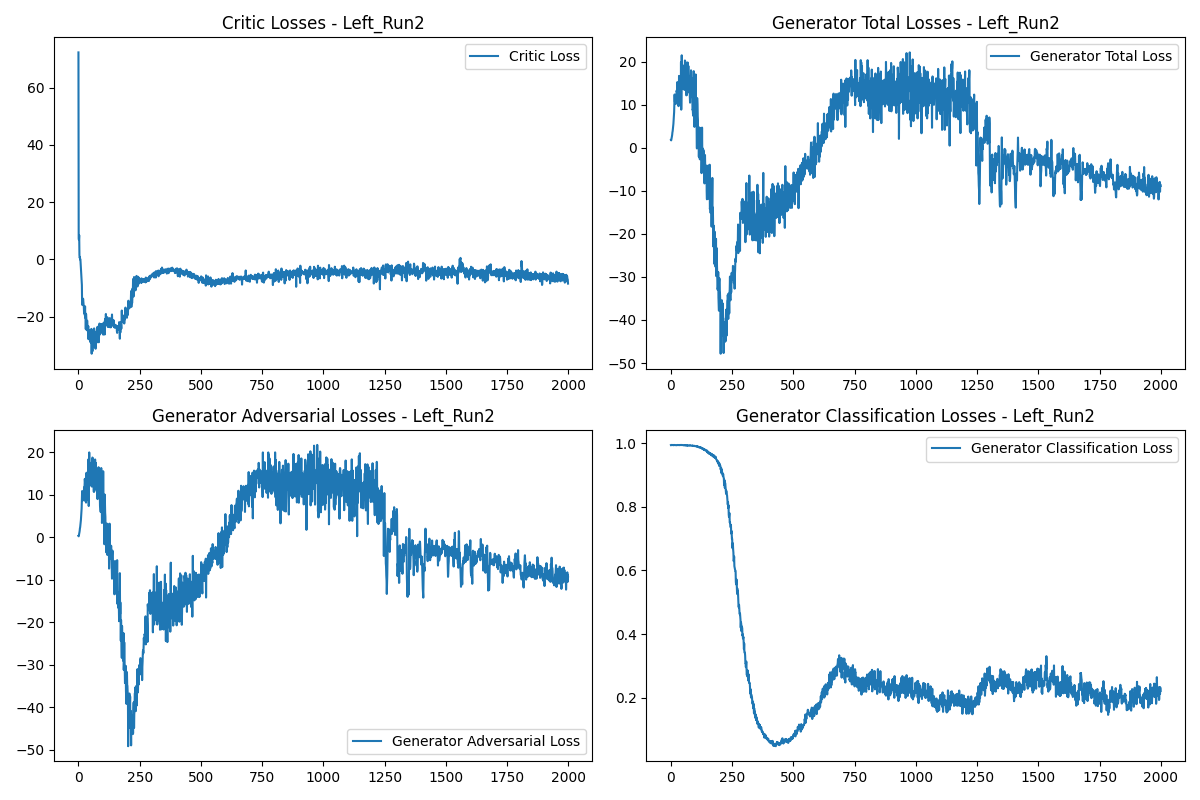 Critic Losses - Left_Run2
Critic Loss
60
40
20
0
−20
0 250 500 750 1000 1250 1500 1750 2000
Generator Total Losses - Left_Run2
Generator Total Loss
20
10
0
−10
−20
−30
−40
−50
0 250 500 750 1000 1250 1500 1750 2000
Generator Adversarial Losses - Left_Run2
20
10
0
−10
−20
−30
−40
−50
Generator Adversarial Loss
0 250 500 750 1000 1250 1500 1750 2000
Generator Classification Losses - Left_Run2
Generator Classification Loss
1.0
0.8
0.6
0.4
0.2
0 250 500 750 1000 1250 1500 1750 2000